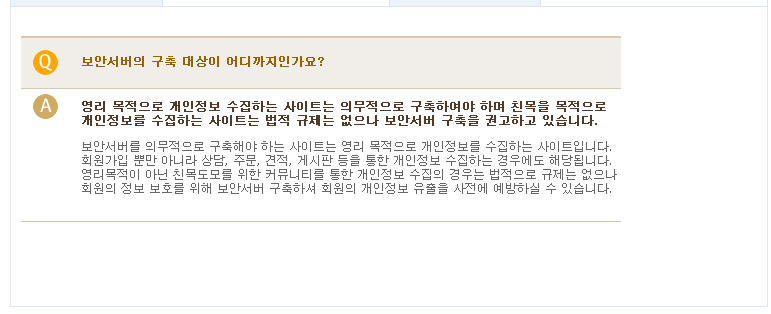 Q 보안서버의 구축 대상이 어디까지인가요?
A 영리 목적으로 개인정보 수집하는 사이트는 의무적으로 구축하여야 하며 친목을 목적으로
개인정보를 수집하는 사이트는 법적 규제는 없으나 보안서버 구축을 권고하고 있습니다.
보안서버를 의무적으로 구축해야 하는 사이트는 영리 목적으로 개인정보를 수집하는 사이트입니다.
회원가입 뿐만 아니라 상담, 주문, 견적, 게시판 등을 통한 개인정보 수집하는 경우에도 해당됩니다.
영리목적이 아닌 친목도모를 위한 커뮤니티를 통한 개인정보 수집의 경우는 법적으로 규제는 없으나
회원의 정보 보호를 위해 보안서버 구축하셔 회원의 개인정보 유출을 사전에 예방하실 수 있습니다.